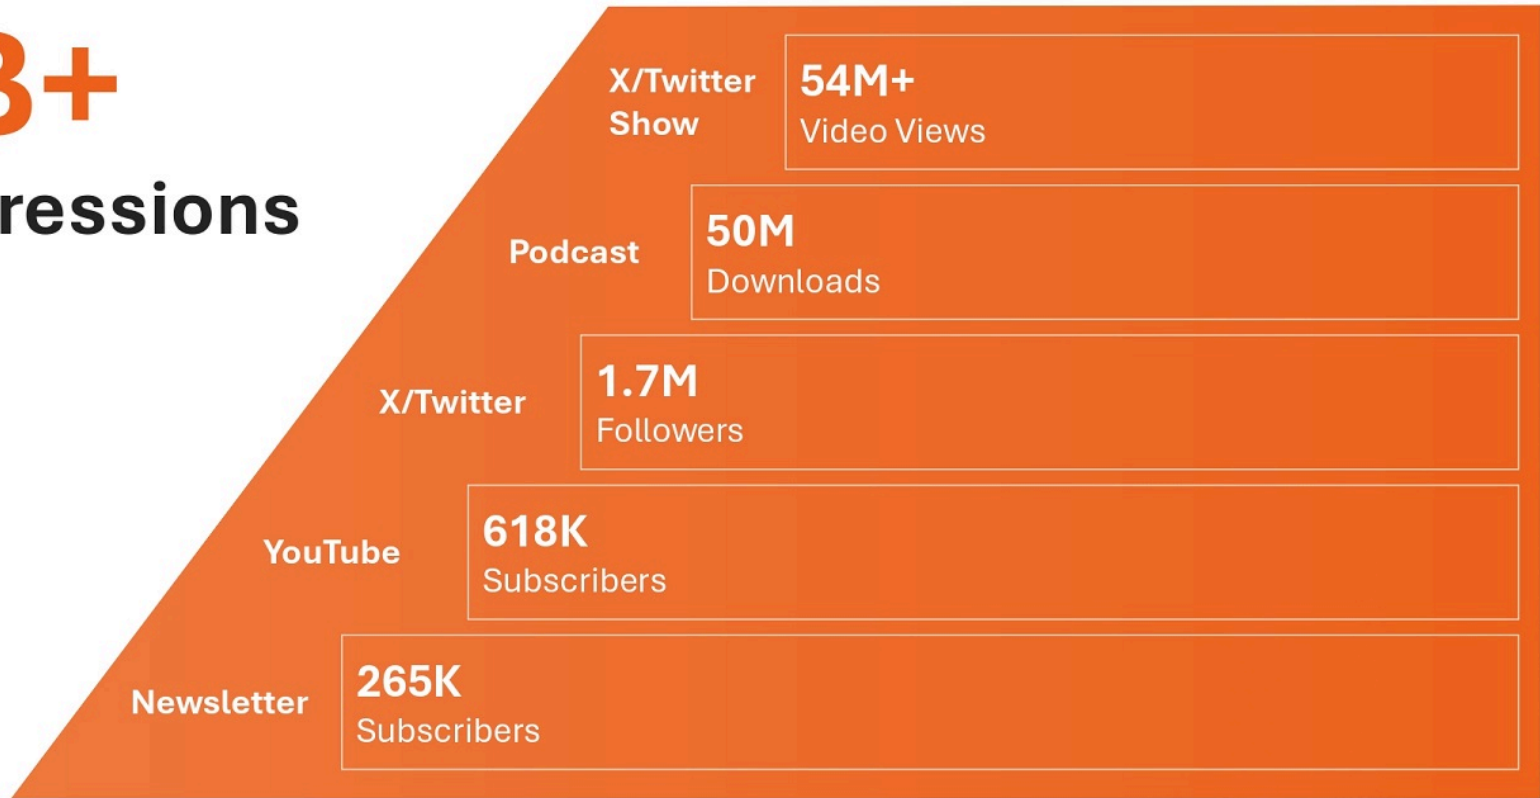 B+
ressions
X/Twitter
Show
54M+
Video Views
Podcast
50M
Downloads
X/Twitter
1.7M
Followers
YouTube
618K
Subscribers
Newsletter
265K
Subscribers